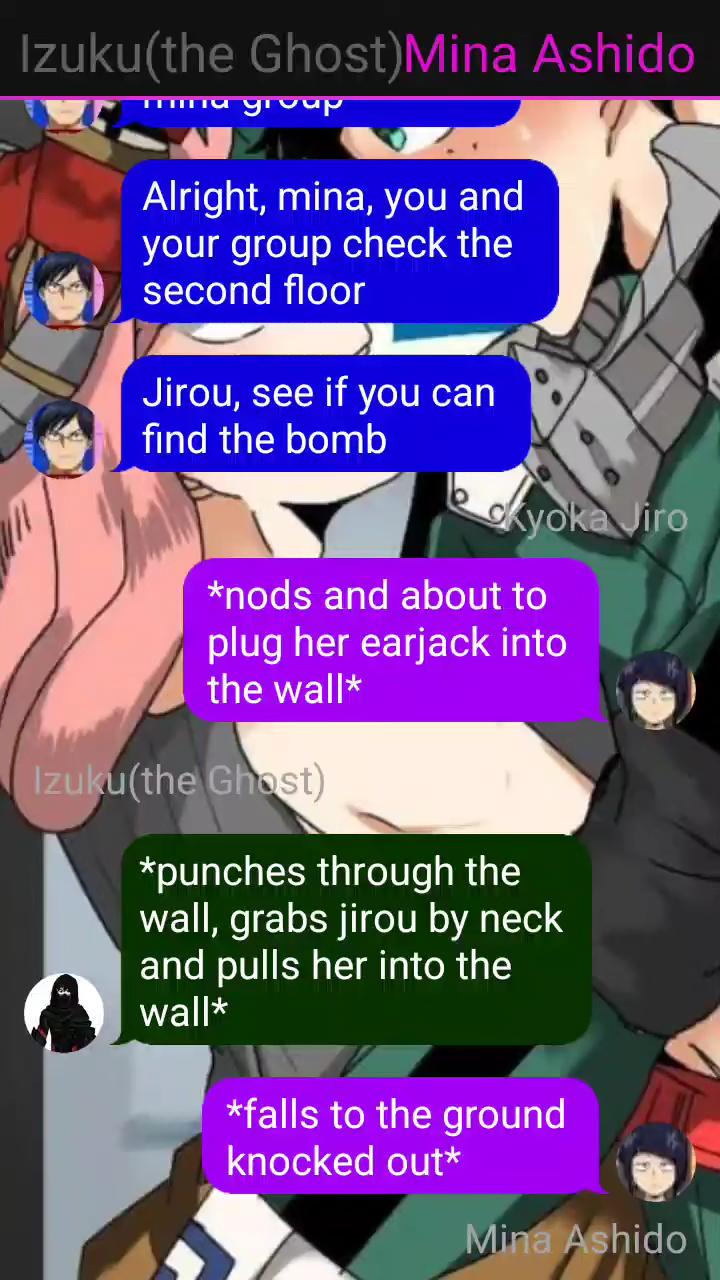 Izuku(the Ghost)Mina Ashido
mina group
Alright, mina, you and
your group check the
second floor
Jirou, see if you can
find the bomb
Kyoka Jiro
*nods and about to
plug her earjack into
the wall*
Izuku(the Ghost)
*punches through the
wall, grabs jirou by neck
and pulls her into the
wall*
*falls to the ground
knocked out*
Mina Ashido